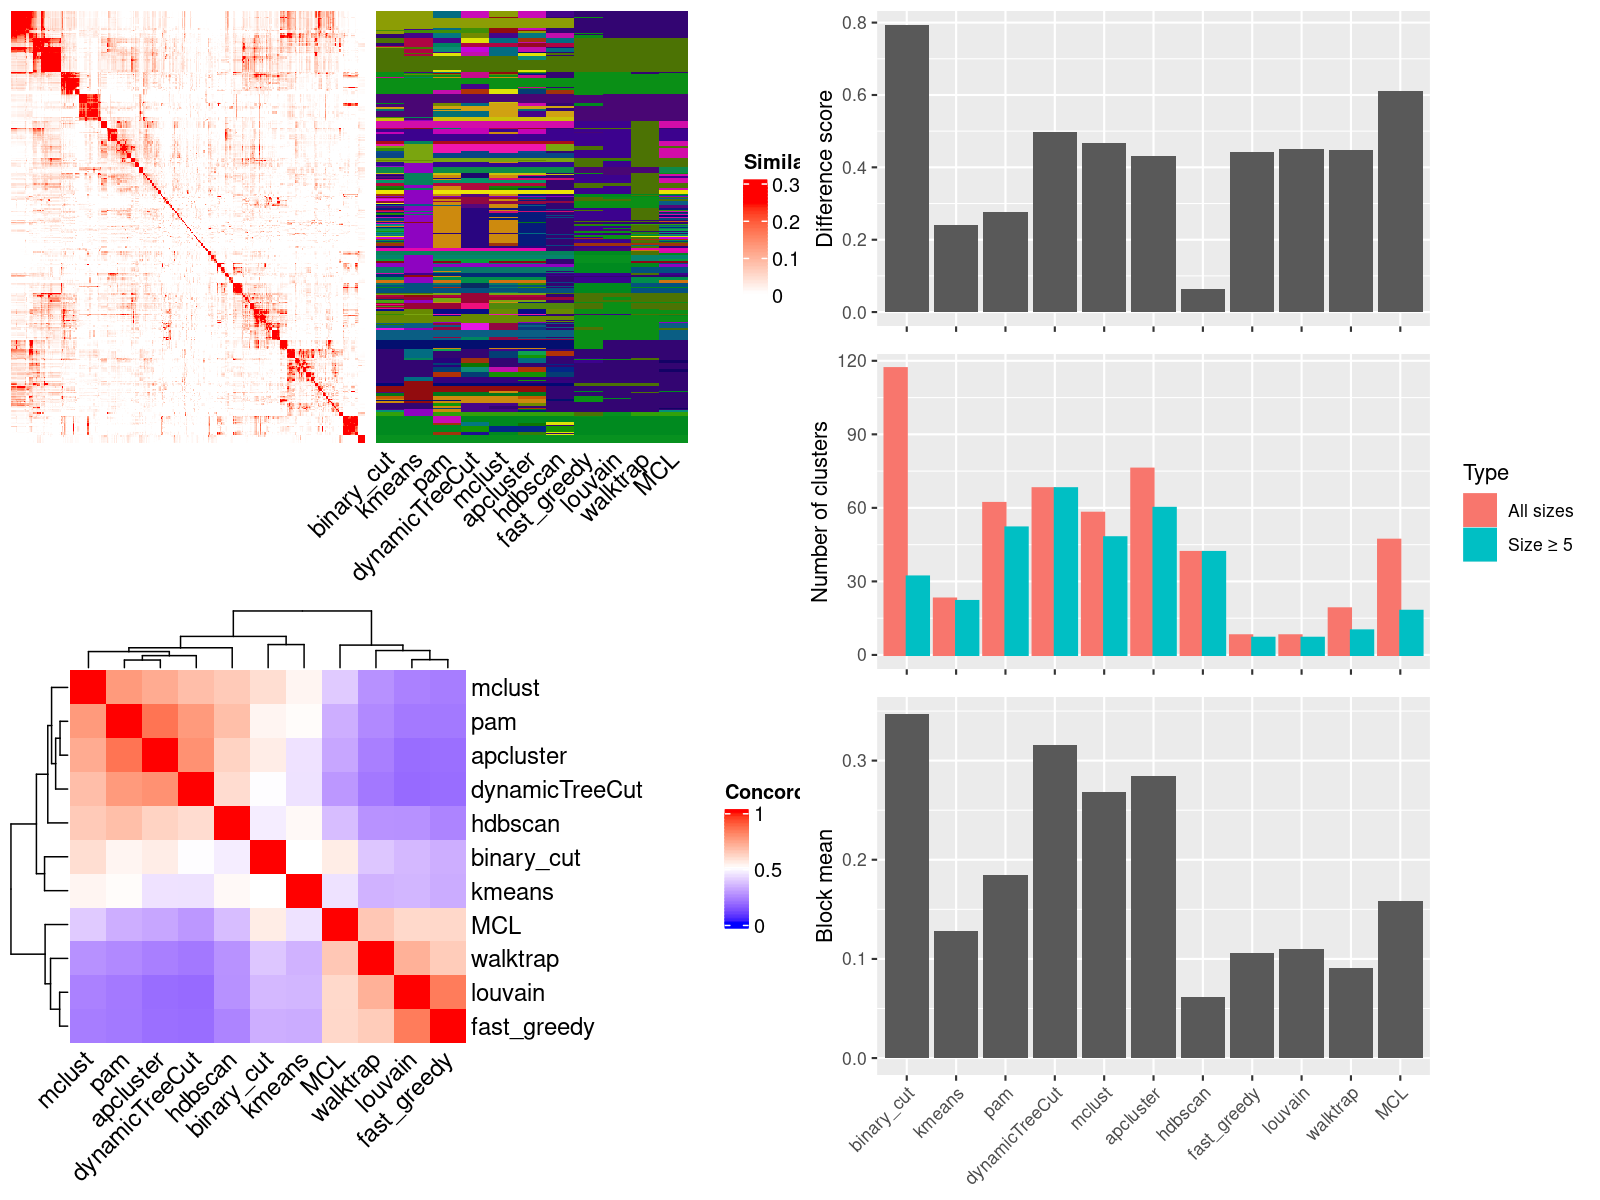 Simila
0.3
0.2
0.1
0
binary_cut
kmeans
pam
dynamicTreeCut
mclust
apcluster
hdbscan
fast_greedy
louvain
walktrap
MCL
mclust
pam
apcluster
dynamicTreeCut
hdbscan
binary_cut
kmeans
MCL
walktrap
louvain
fast_greedy
Concord
1
0.5
0
mclust
pam
apcluster
dynamicTreeCut
hdbscan
binary_cut
kmeans
MCL
walktrap
louvain
fast_greedy
Difference score
0.8
0.6
0.4
0.2
0.0
Number of clusters
120
90
60
30
0
Type
All sizes
Size ≥ 5
Block mean
0.3
0.2
0.1
0.0
binary_cut
kmeans
pam
dynamicTreeCut
mclust
apcluster
hdbscan
fast_greedy
louvain
walktrap
MCL